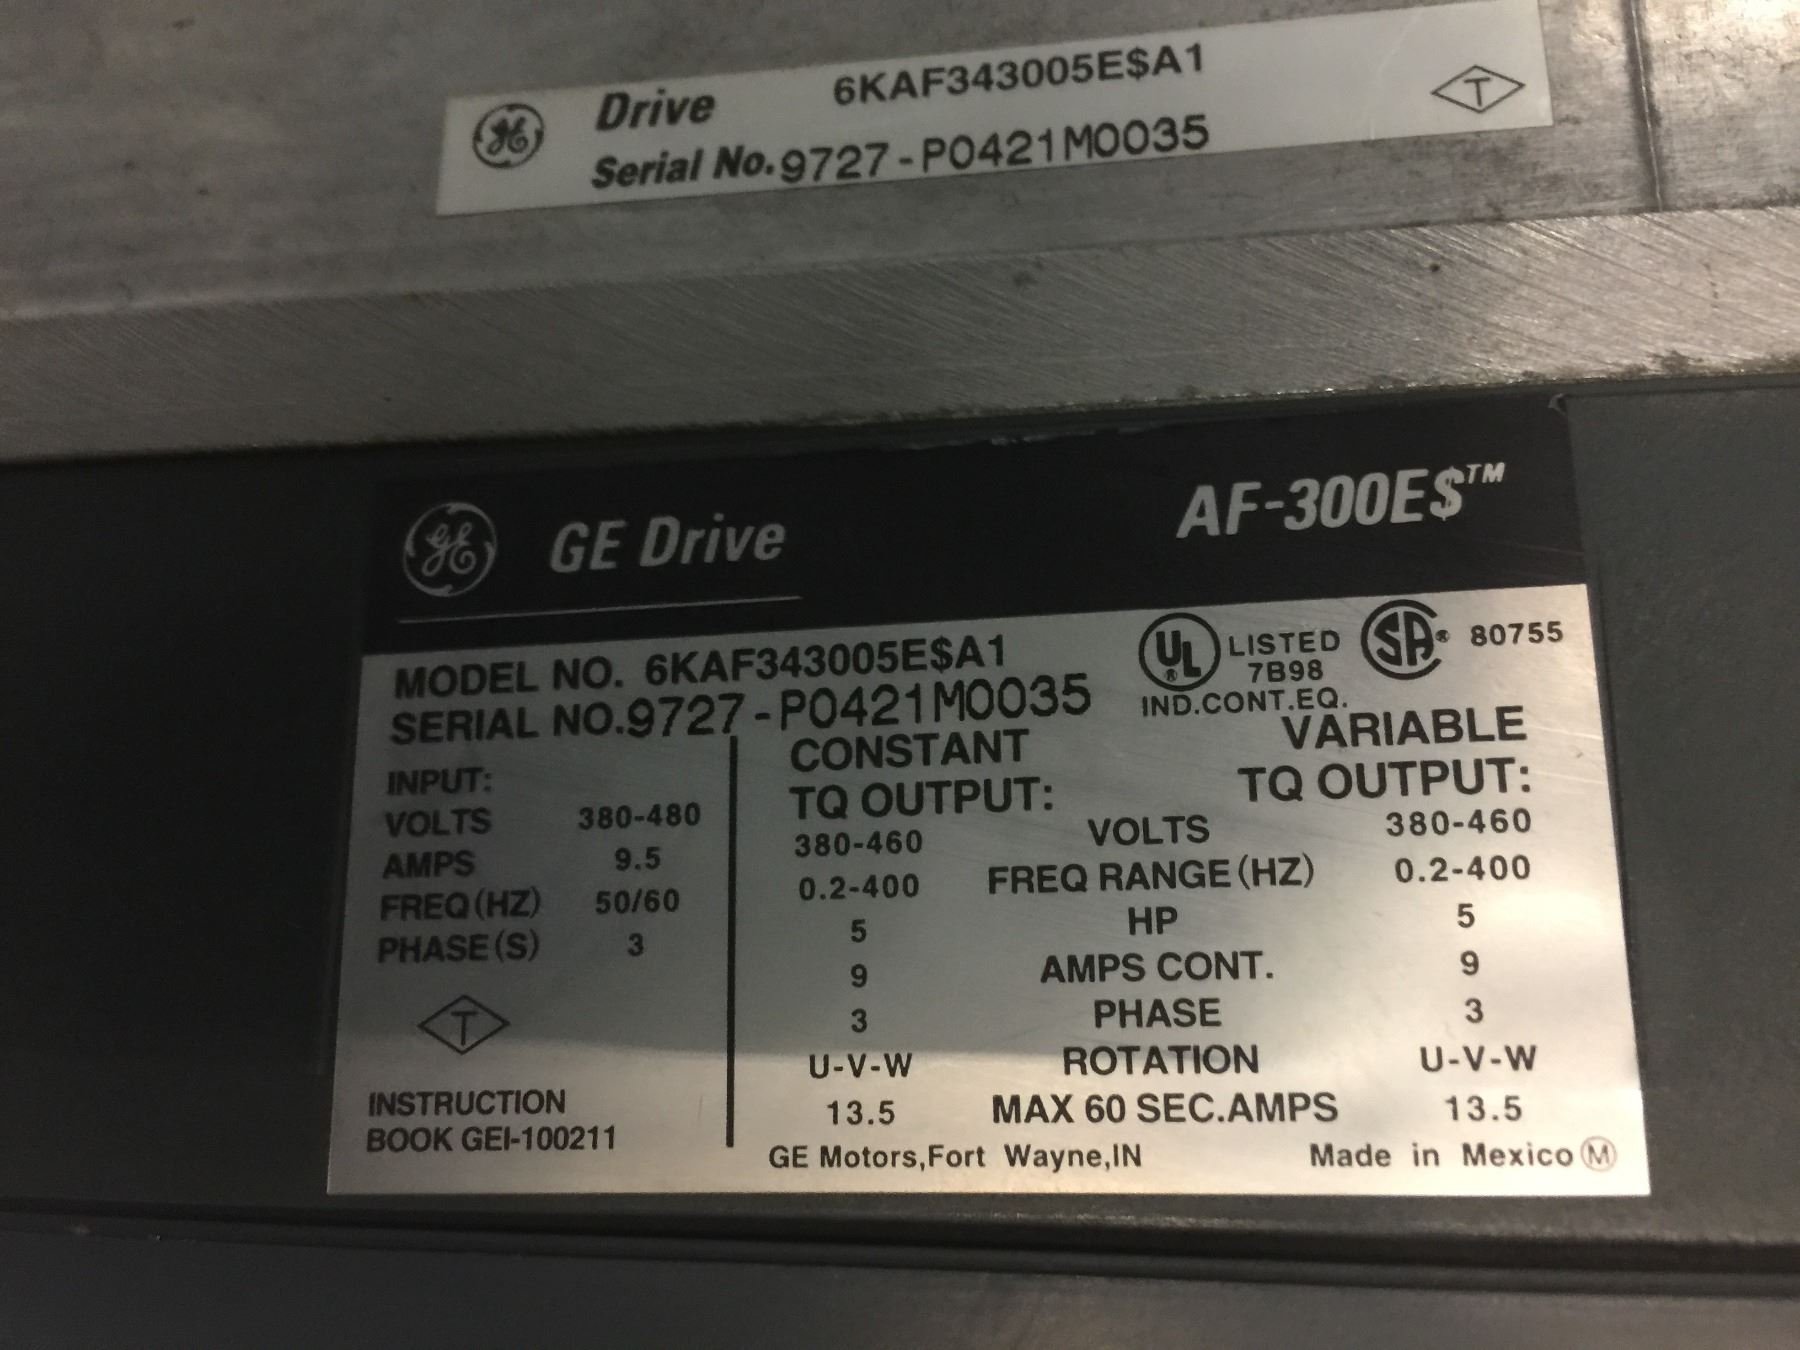 GE Drive 6KAF343005E$A1 T
Serial No.9727-P0421M0035
GE GE Drive AF-300E$™
MODEL NO. 6KAF343005E$A1
SERIAL NO.9727-P0421M0035
UL® LISTED
7B98
IND.CONT.EQ.
SA® 80755
INPUT:
VOLTS 380-480
AMPS 9.5
FREQ(HZ) 50/60
PHASE(S) 3
T
INSTRUCTION
BOOK GEI-100211
CONSTANT VARIABLE
TQ OUTPUT: TQ OUTPUT:
380-460 VOLTS 380-460
0.2-400 FREQ RANGE(HZ) 0.2-400
5 HP 5
9 AMPS CONT. 9
3 PHASE 3
U-V-W ROTATION U-V-W
13.5 MAX 60 SEC.AMPS 13.5
GE Motors,Fort Wayne,IN Made in Mexico Ⓜ